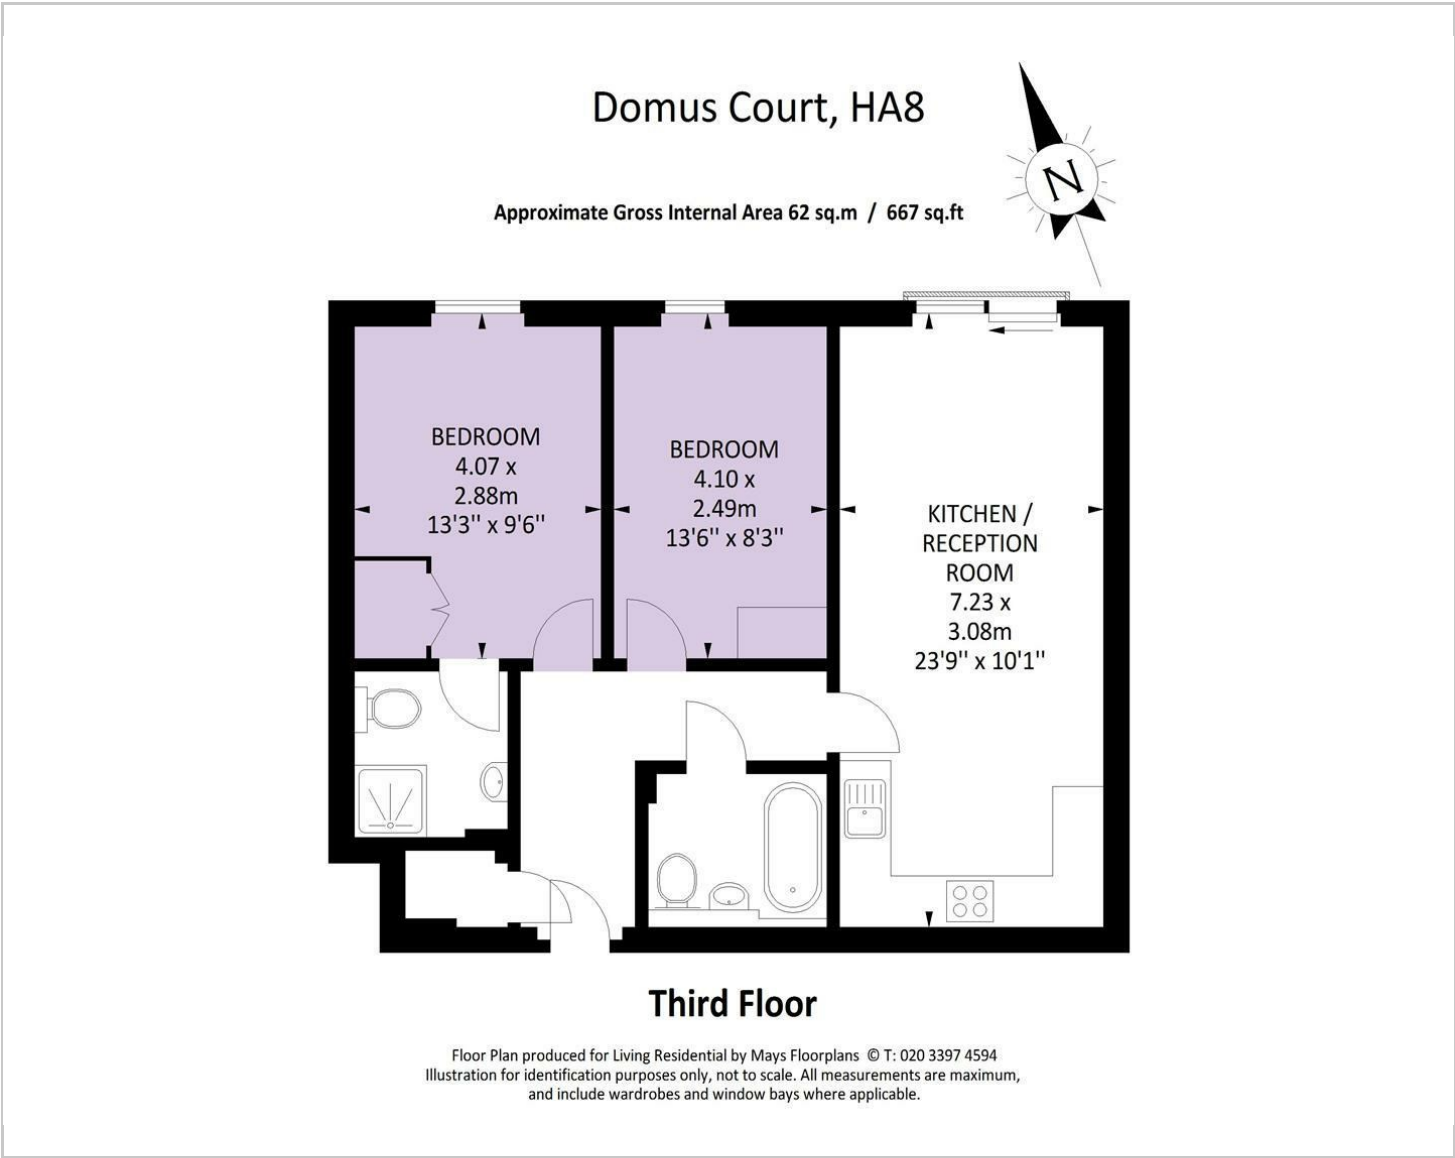 Domus Court, HA8
N
Approximate Gross Internal Area 62 sq.m / 667 sq.ft
BEDROOM
4.07 x
2.88m
13'3'' x 9'6''
BEDROOM
4.10 x
2.49m
13'6'' x 8'3''
KITCHEN /
RECEPTION
ROOM
7.23 x
3.08m
23'9'' x 10'1''
Third Floor
Floor Plan produced for Living Residential by Mays Floorplans © T: 020 3397 4594
Illustration for identification purposes only, not to scale. All measurements are maximum,
and include wardrobes and window bays where applicable.